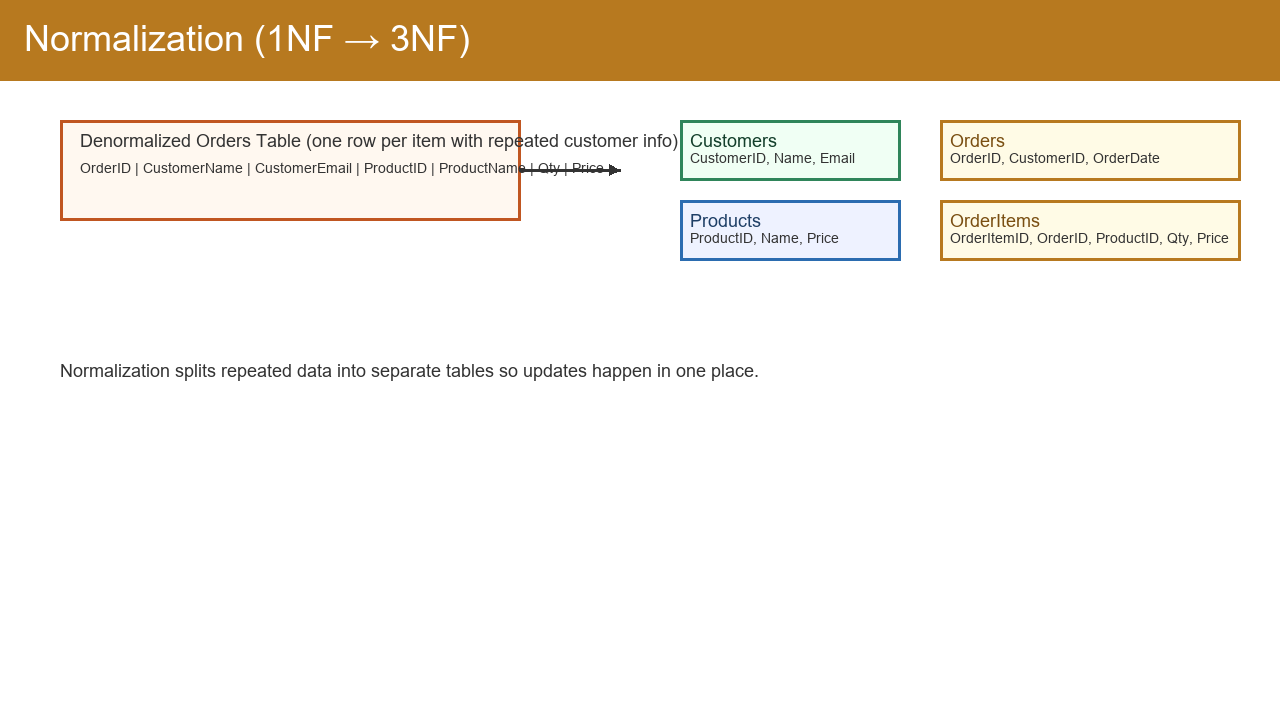 Normalization (1NF → 3NF)
Denormalized Orders Table (one row per item with repeated customer info)
OrderID | CustomerName | CustomerEmail | ProductID | ProductName | Qty | Price
Customers
CustomerID, Name, Email
Orders
OrderID, CustomerID, OrderDate
Products
ProductID, Name, Price
OrderItems
OrderItemID, OrderID, ProductID, Qty, Price
Normalization splits repeated data into separate tables so updates happen in one place.